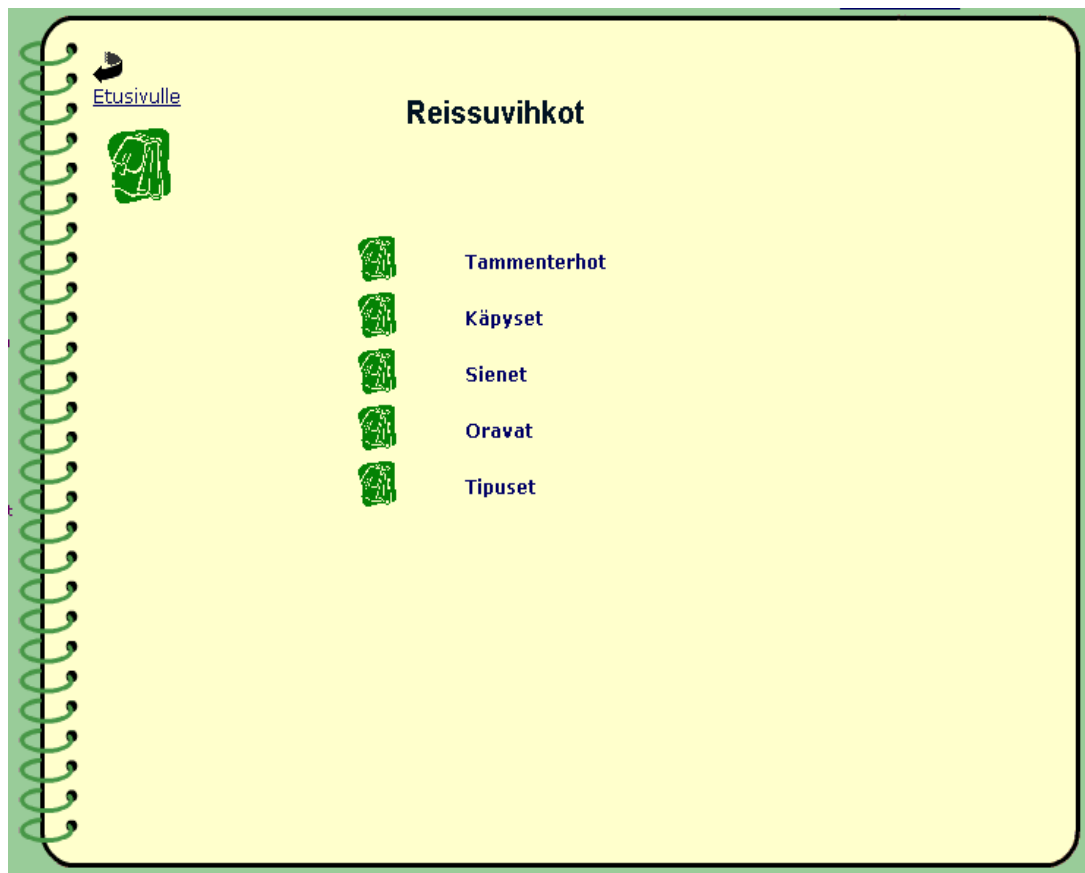 Etusivulle
Reissuvihkot
Tammenterhot
Käpyset
Sienet
Oravat
Tipuset